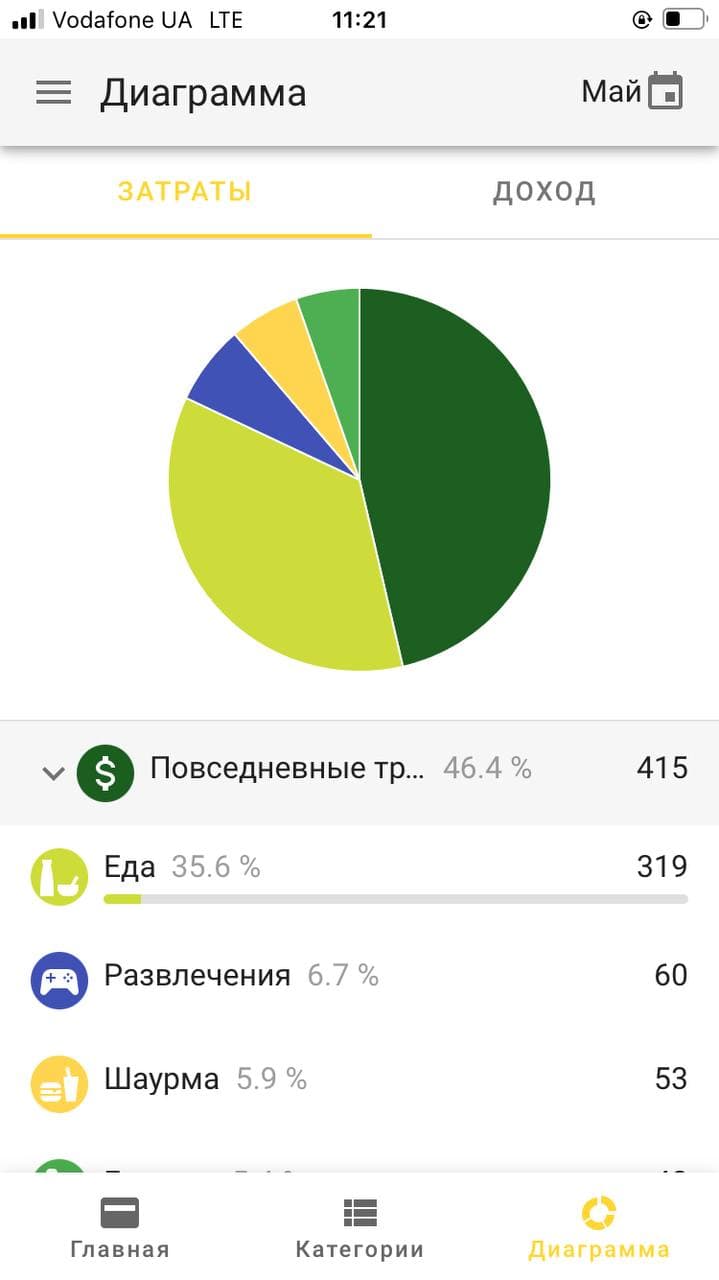 Vodafone UA LTE 11:21
Диаграмма Май
ЗАТРАТЫ ДОХОД
Повседневные тр... 46.4 % 415
Еда 35.6 % 319
Развлечения 6.7 % 60
Шаурма 5.9 % 53
Главная Категории Диаграмма